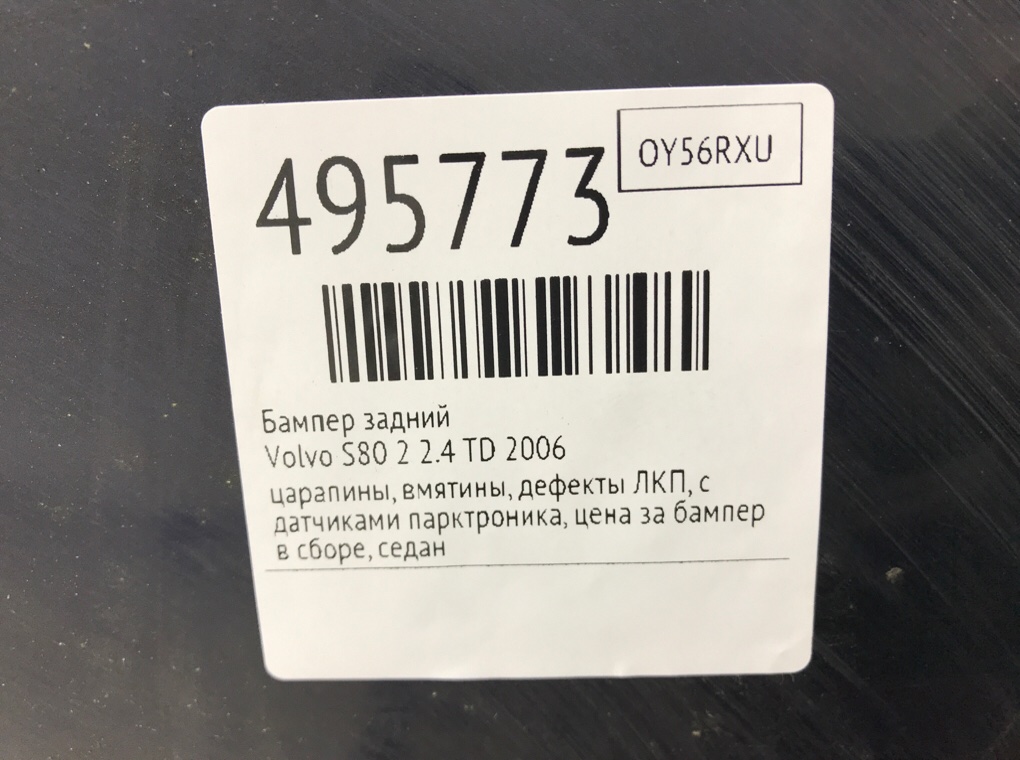 495773
OY56RXU
Бампер задний
Volvo S80 2 2.4 TD 2006
царапины, вмятины, дефекты ЛКП, с
датчиками парктроника, цена за бампер
в сборе, седан